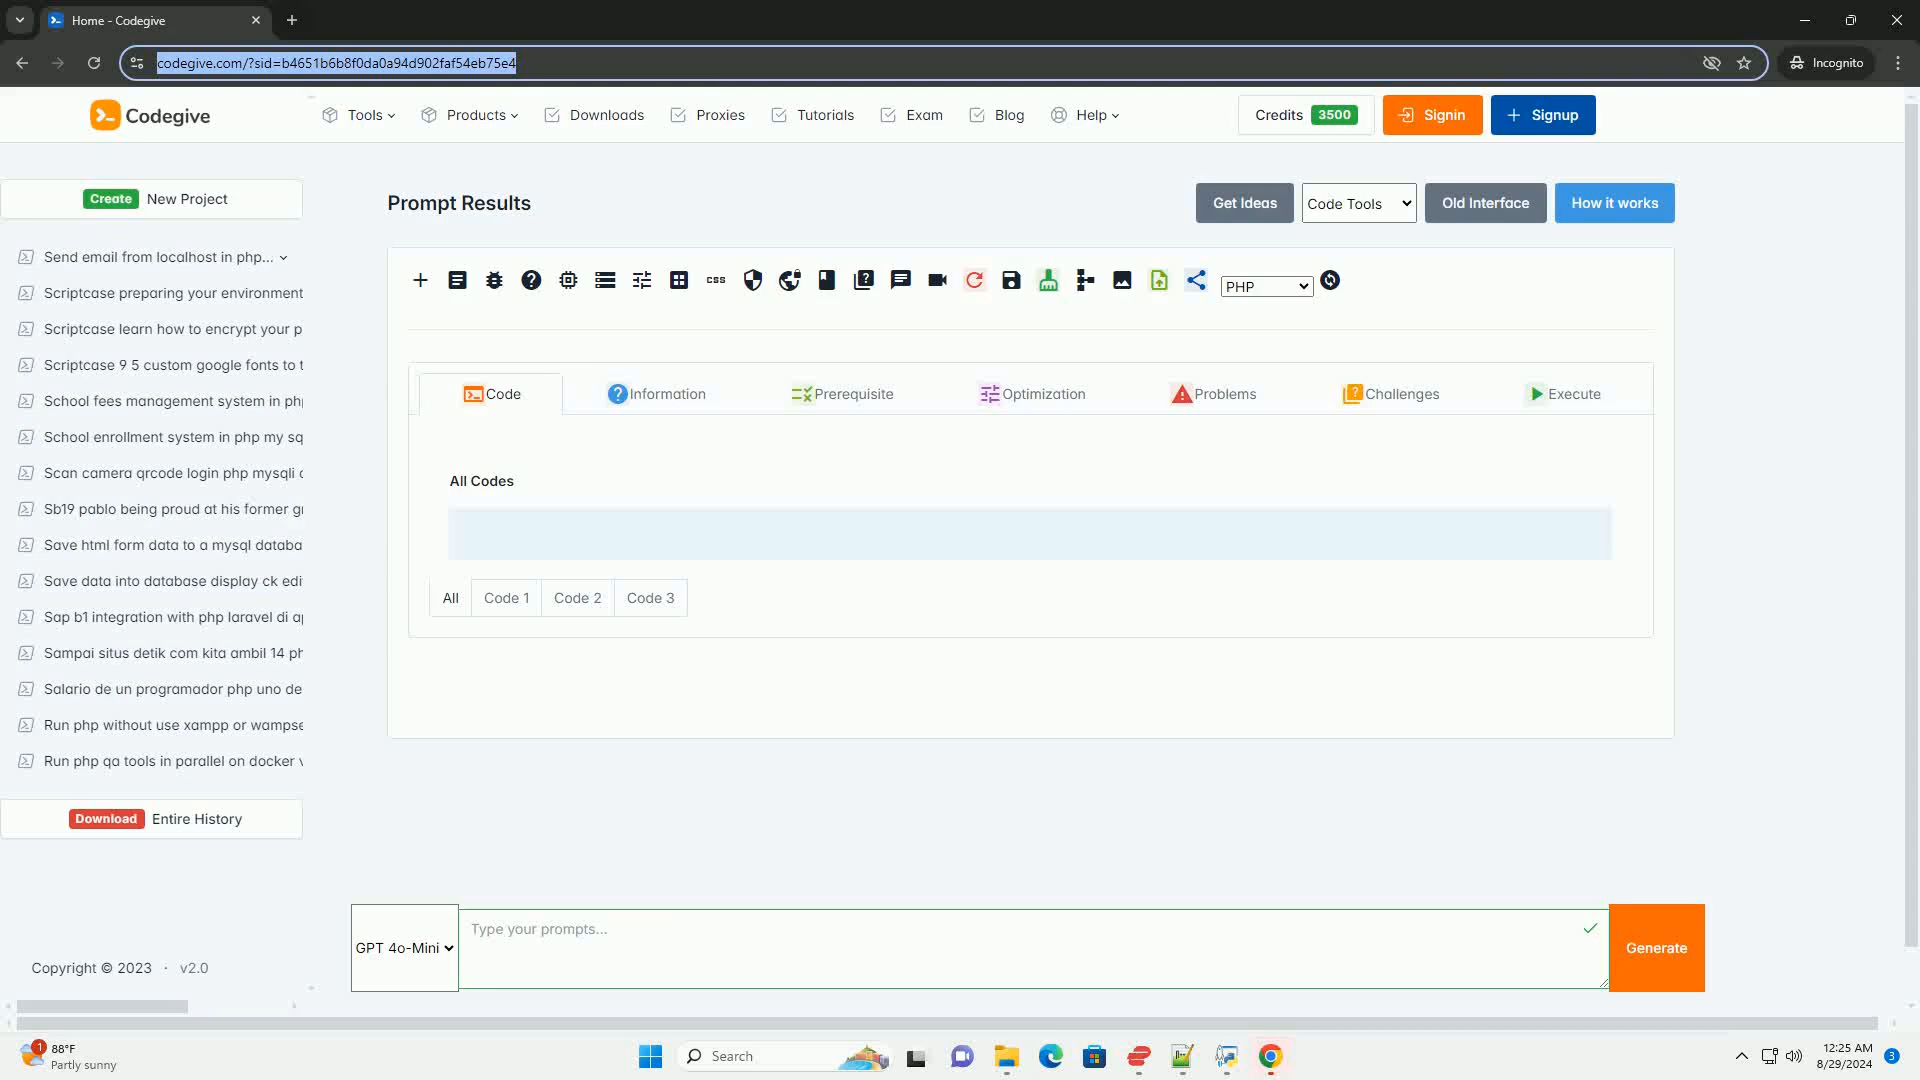 Home - Codegive
codegive.com/?sid=b4651b6b8f0da0a94d902faf54eb75e4
Incognito
Codegive
Tools
Products
Downloads
Proxies
Tutorials
Exam
Blog
Help
Credits 3500
Signin
Signup
Create New Project
Send email from localhost in php...
Scriptcase preparing your environment
Scriptcase learn how to encrypt your p
Scriptcase 9 5 custom google fonts to t
School fees management system in ph
School enrollment system in php my sq
Scan camera qrcode login php mysqli
Sb19 pablo being proud at his former g
Save html form data to a mysql databa
Save data into database display ck edi
Sap b1 integration with php laravel di a
Sampai situs detik com kita ambil 14 ph
Salario de un programador php uno de
Run php without use xampp or wampse
Run php qa tools in parallel on docker v
Download Entire History
Copyright © 2023 · v2.0
Prompt Results
Get Ideas
Code Tools
Old Interface
How it works
css
PHP
Code
Information
Prerequisite
Optimization
Problems
Challenges
Execute
All Codes
All
Code 1
Code 2
Code 3
GPT 4o-Mini
Type your prompts...
Generate
1
88°F
Partly sunny
Search
12:25 AM
8/29/2024
3